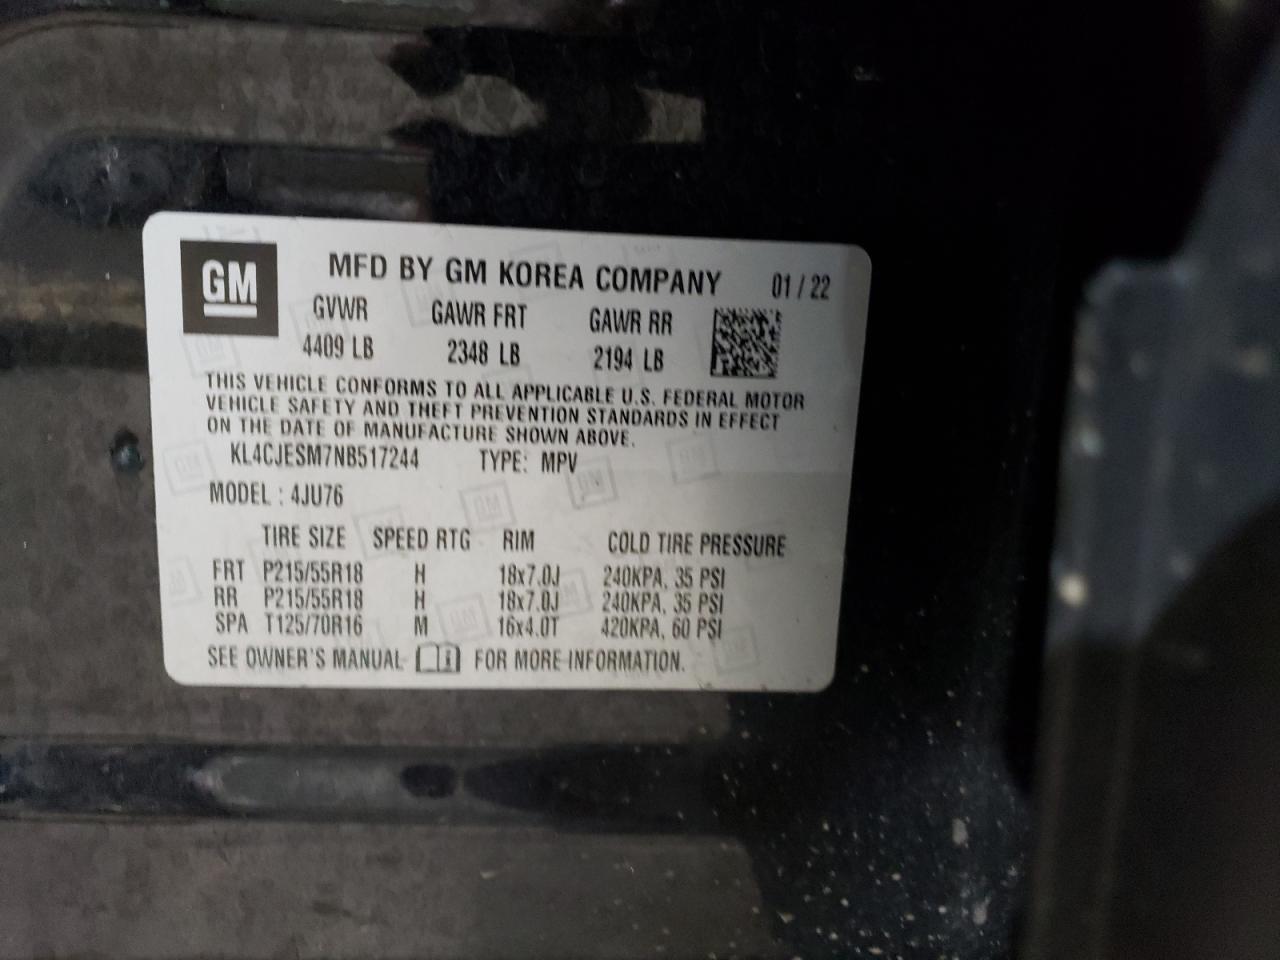 GM
MFD BY GM KOREA COMPANY 01 / 22
GVWR GAWR FRT GAWR RR
4409 LB 2348 LB 2194 LB
THIS VEHICLE CONFORMS TO ALL APPLICABLE U.S. FEDERAL MOTOR
VEHICLE SAFETY AND THEFT PREVENTION STANDARDS IN EFFECT
ON THE DATE OF MANUFACTURE SHOWN ABOVE.
KL4CJESM7NB517244 TYPE: MPV
MODEL : 4JU76
TIRE SIZE SPEED RTG RIM COLD TIRE PRESSURE
FRT P215/55R18 H 18x7.0J 240KPA, 35 PSI
RR P215/55R18 H 18x7.0J 240KPA, 35 PSI
SPA T125/70R16 M 16x4.0T 420KPA, 60 PSI
SEE OWNER'S MANUAL FOR MORE INFORMATION.